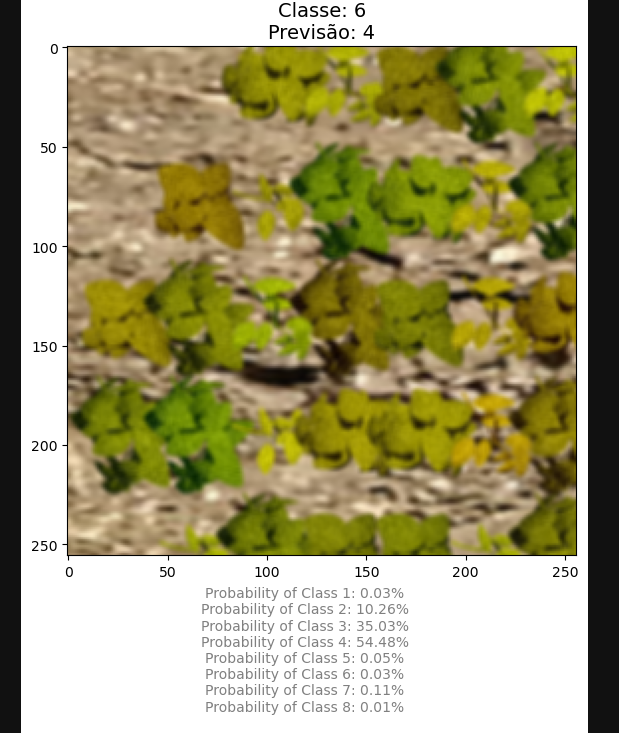 Classe: 6
Previsão: 4
0
50
100
150
200
250
0 50 100 150 200 250
Probability of Class 1: 0.03%
Probability of Class 2: 10.26%
Probability of Class 3: 35.03%
Probability of Class 4: 54.48%
Probability of Class 5: 0.05%
Probability of Class 6: 0.03%
Probability of Class 7: 0.11%
Probability of Class 8: 0.01%